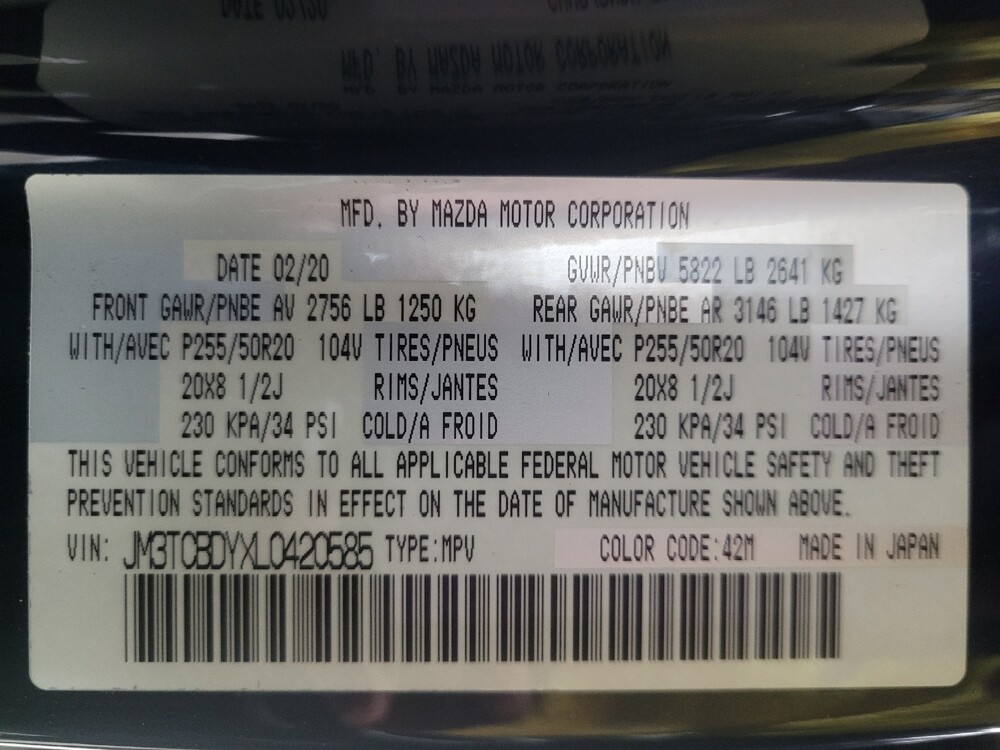 MFD. BY MAZDA MOTOR CORPORATION
DATE 02/20 GVWR/PNBV 5822 LB 2641 KG
FRONT GAWR/PNBE AV 2756 LB 1250 KG REAR GAWR/PNBE AR 3146 LB 1427 KG
WITH/AVEC P255/50R20 104V TIRES/PNEUS WITH/AVEC P255/50R20 104V TIRES/PNEUS
20X8 1/2J RIMS/JANTES 20X8 1/2J RIMS/JANTES
230 KPA/34 PSI COLD/A FROID 230 KPA/34 PSI COLD/A FROID
THIS VEHICLE CONFORMS TO ALL APPLICABLE FEDERAL MOTOR VEHICLE SAFETY AND THEFT
PREVENTION STANDARDS IN EFFECT ON THE DATE OF MANUFACTURE SHOWN ABOVE.
VIN: JM3TCBDYXL0420585 TYPE:MPV COLOR CODE:42M MADE IN JAPAN